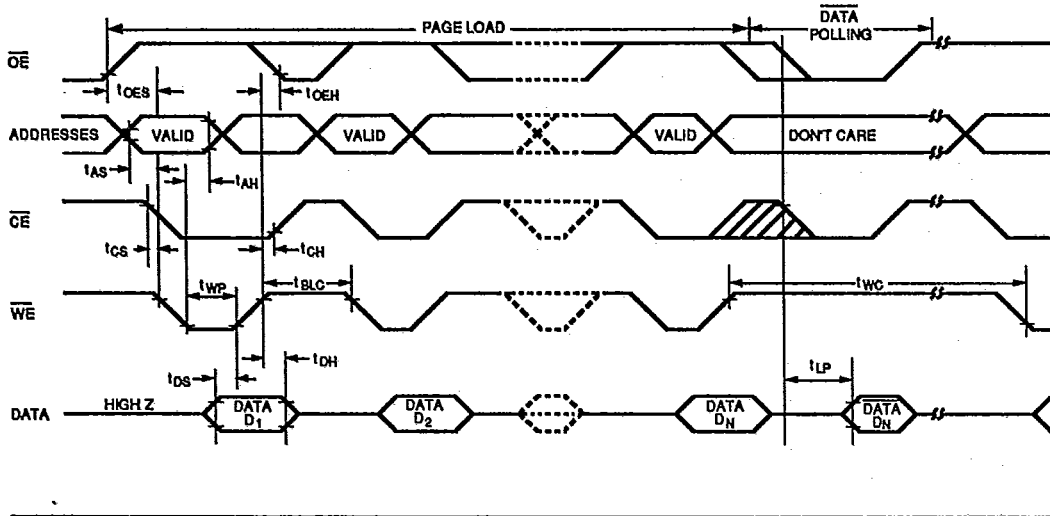 PAGE LOAD
DATA
POLLING
OE
tOES
tOEH
ADDRESSES
VALID
VALID
VALID
DON'T CARE
tAS
tAH
CE
tCS
tCH
tWP
tBLC
tWC
WE
tDS
tDH
tLP
DATA
HIGH Z
DATA
D1
DATA
D2
DATA
DN
DATA
DN